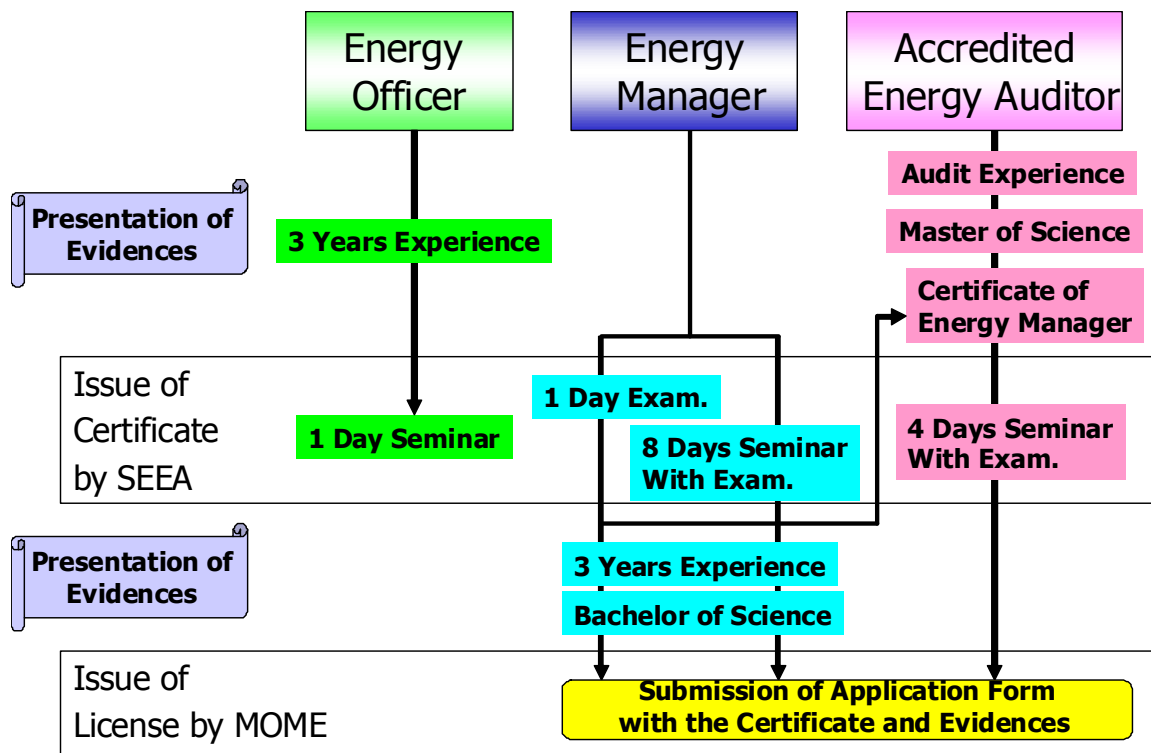 Energy
Officer
Energy
Manager
Accredited
Energy Auditor
Audit Experience
Presentation of
Evidences
3 Years Experience
Master of Science
Certificate of
Energy Manager
Issue of
Certificate
by SEEA
1 Day Seminar
1 Day Exam.
8 Days Seminar
With Exam.
4 Days Seminar
With Exam.
Presentation of
Evidences
3 Years Experience
Bachelor of Science
Issue of
License by MOME
Submission of Application Form
with the Certificate and Evidences